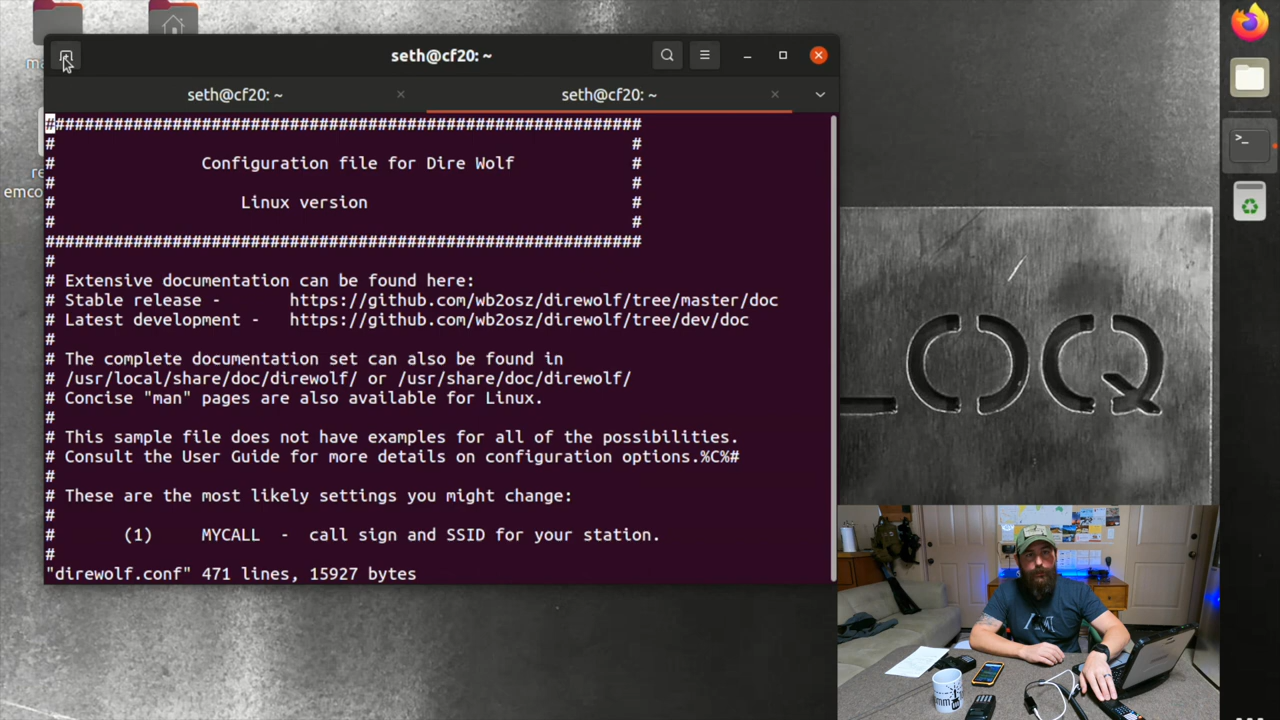 seth@cf20: ~
seth@cf20: ~
seth@cf20: ~
################################################################
# #
# Configuration file for Dire Wolf #
# #
# Linux version #
# #
################################################################
#
# Extensive documentation can be found here:
# Stable release - https://github.com/wb2osz/direwolf/tree/master/doc
# Latest development - https://github.com/wb2osz/direwolf/tree/dev/doc
#
# The complete documentation set can also be found in
# /usr/local/share/doc/direwolf/ or /usr/share/doc/direwolf/
# Concise "man" pages are also available for Linux.
#
# This sample file does not have examples for all of the possibilities.
# Consult the User Guide for more details on configuration options.%C%#
#
# These are the most likely settings you might change:
#
# (1) MYCALL - call sign and SSID for your station.
#
"direwolf.conf" 471 lines, 15927 bytes
LOQ